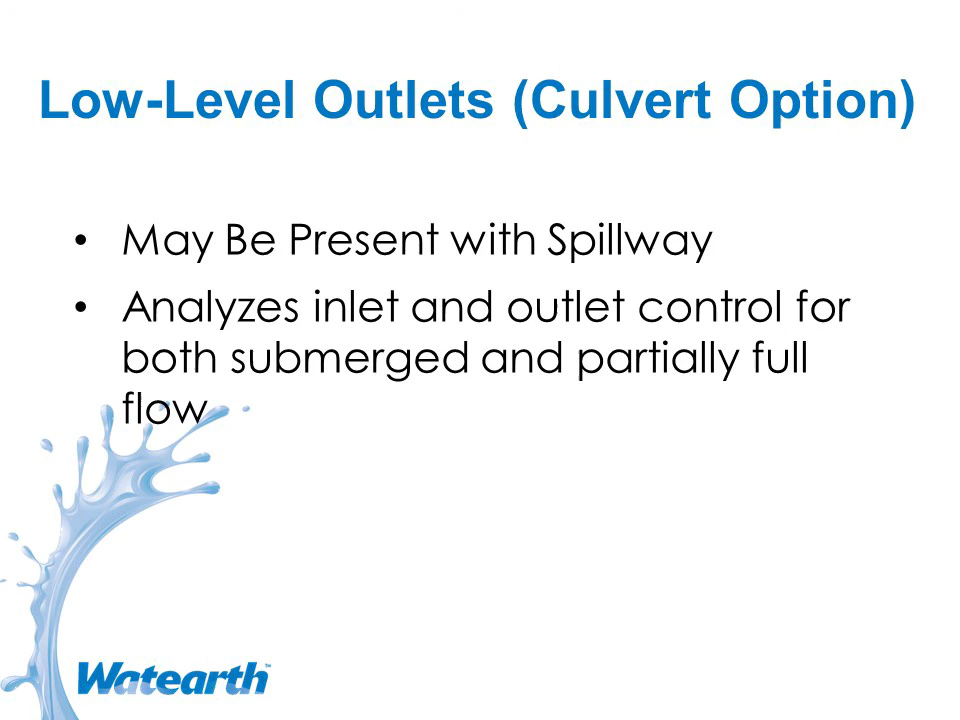 Low-Level Outlets (Culvert Option)
• May Be Present with Spillway
• Analyzes inlet and outlet control for
both submerged and partially full
flow
Watearth™